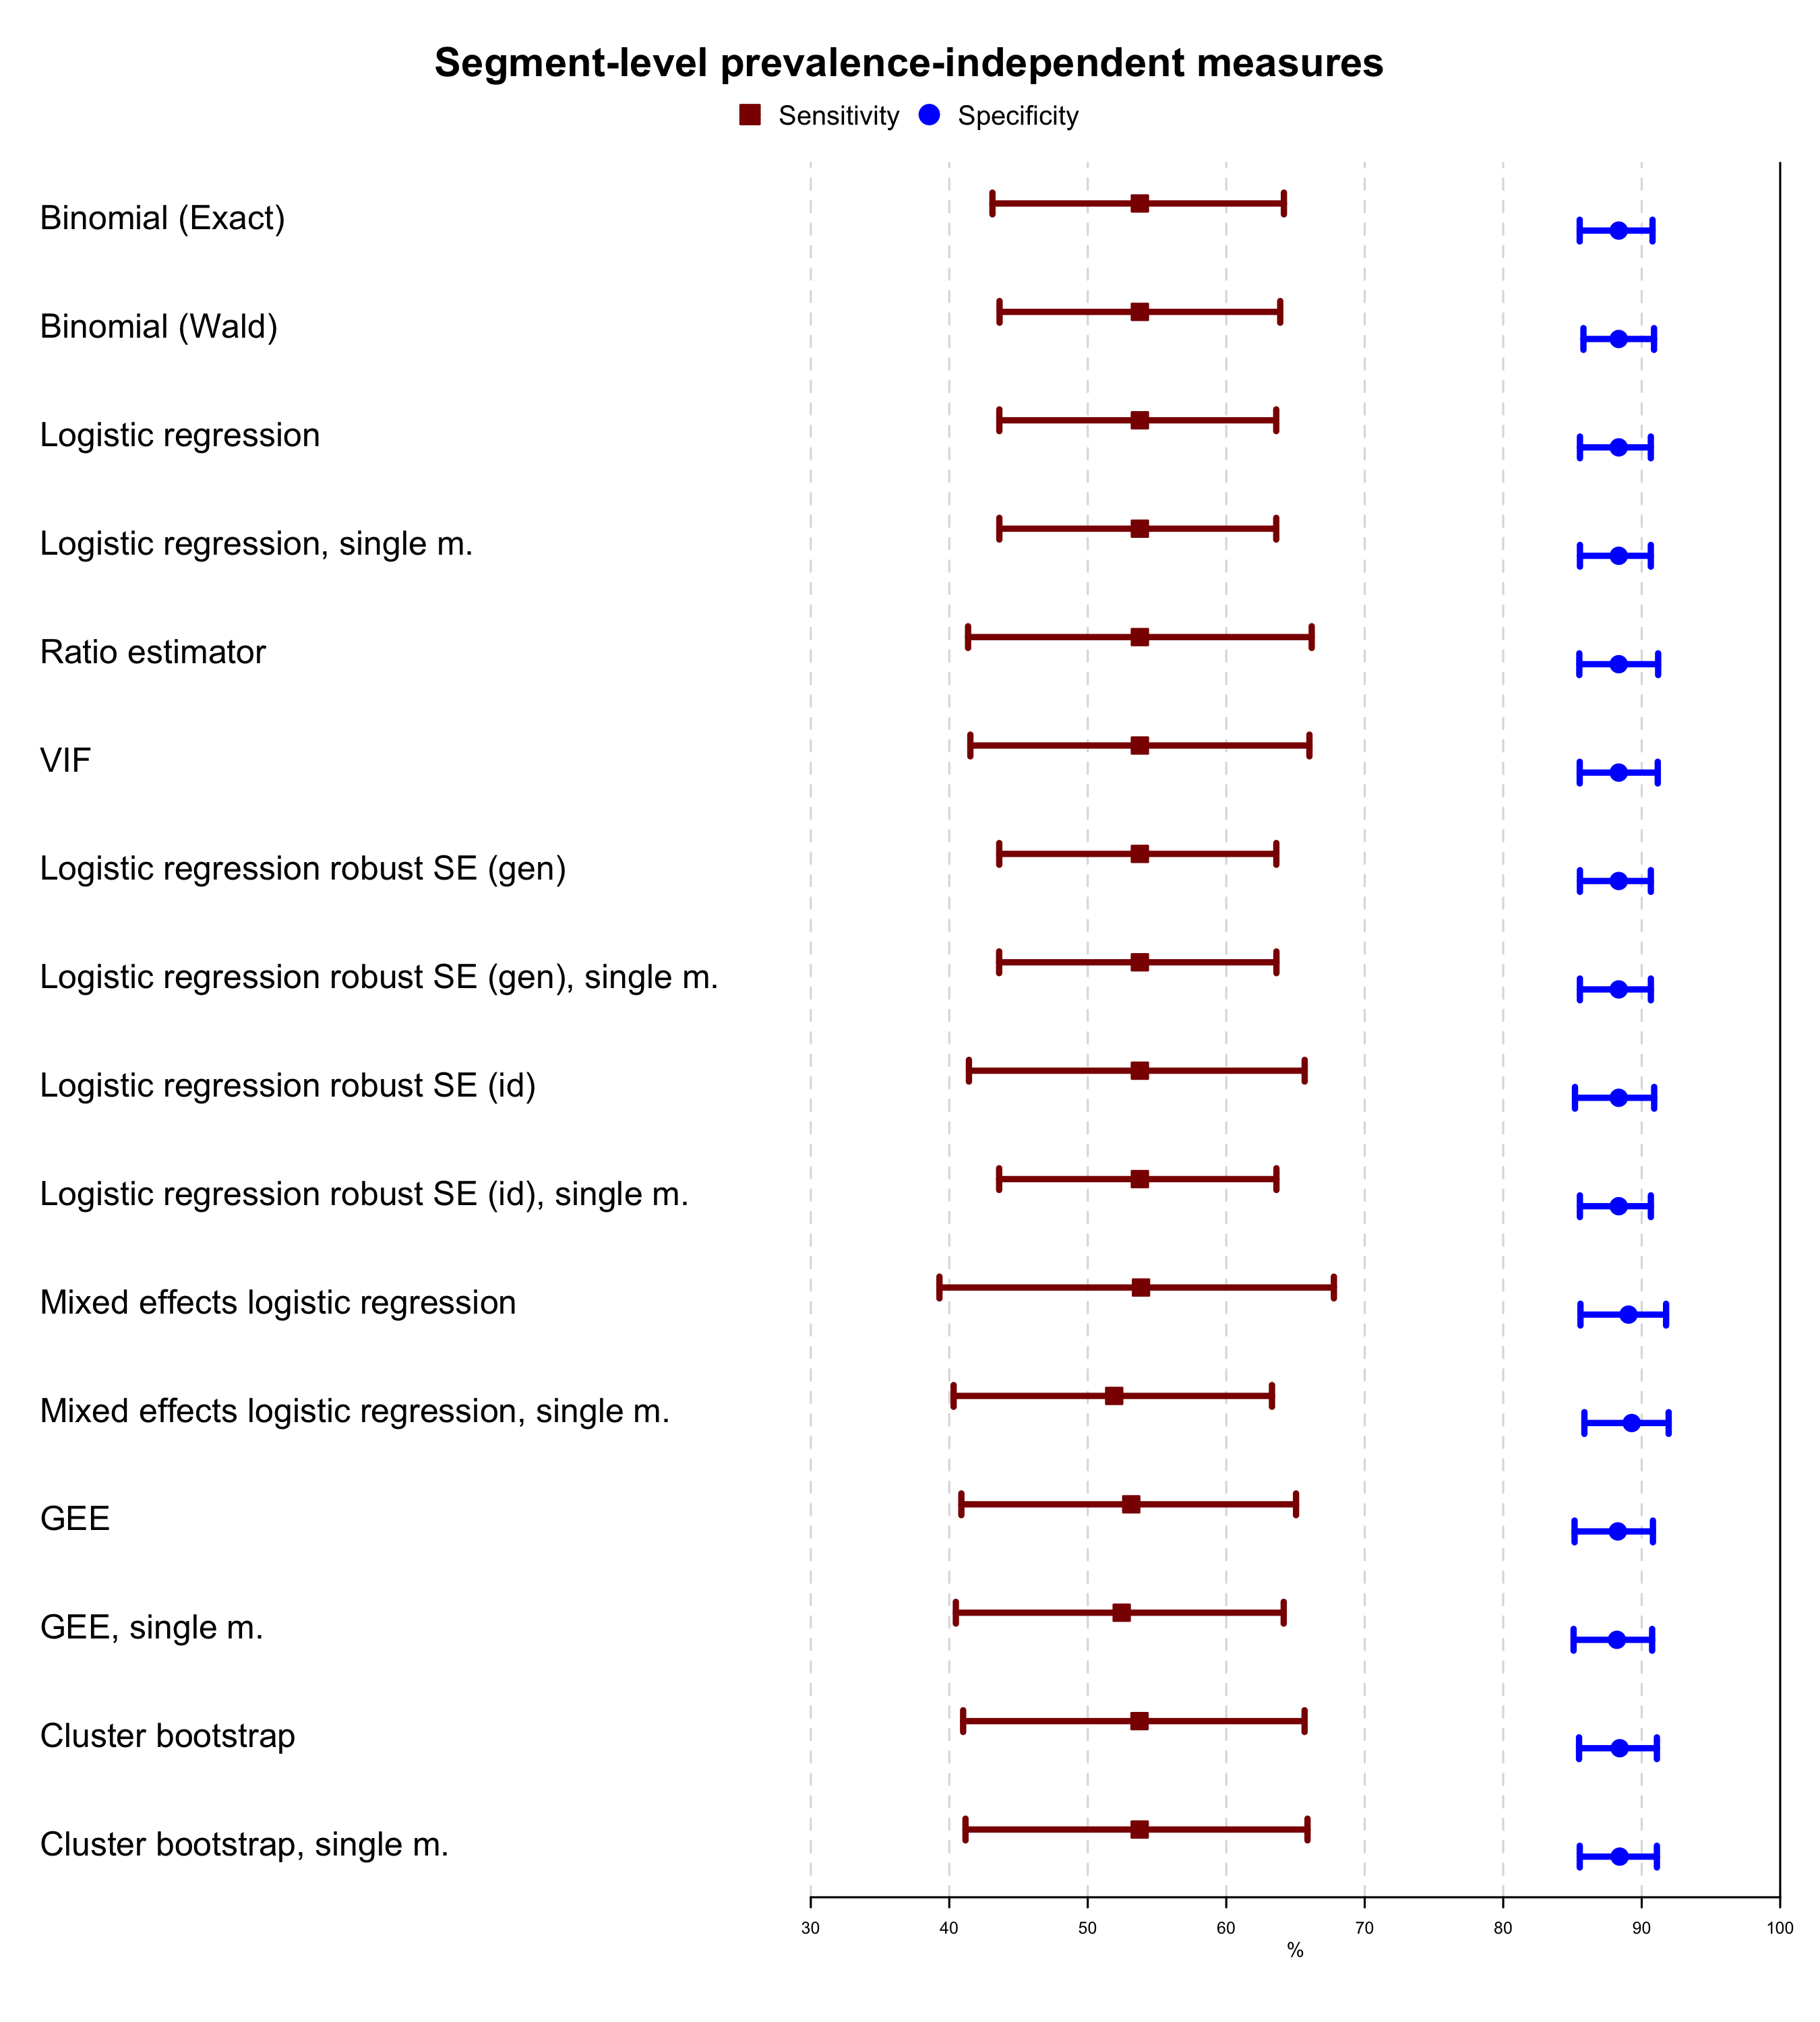 Segment-level prevalence-independent measures
Sensitivity Specificity
Binomial (Exact)
Binomial (Wald)
Logistic regression
Logistic regression, single m.
Ratio estimator
VIF
Logistic regression robust SE (gen)
Logistic regression robust SE (gen), single m.
Logistic regression robust SE (id)
Logistic regression robust SE (id), single m.
Mixed effects logistic regression
Mixed effects logistic regression, single m.
GEE
GEE, single m.
Cluster bootstrap
Cluster bootstrap, single m.
30 40 50 60 70 80 90 100
%